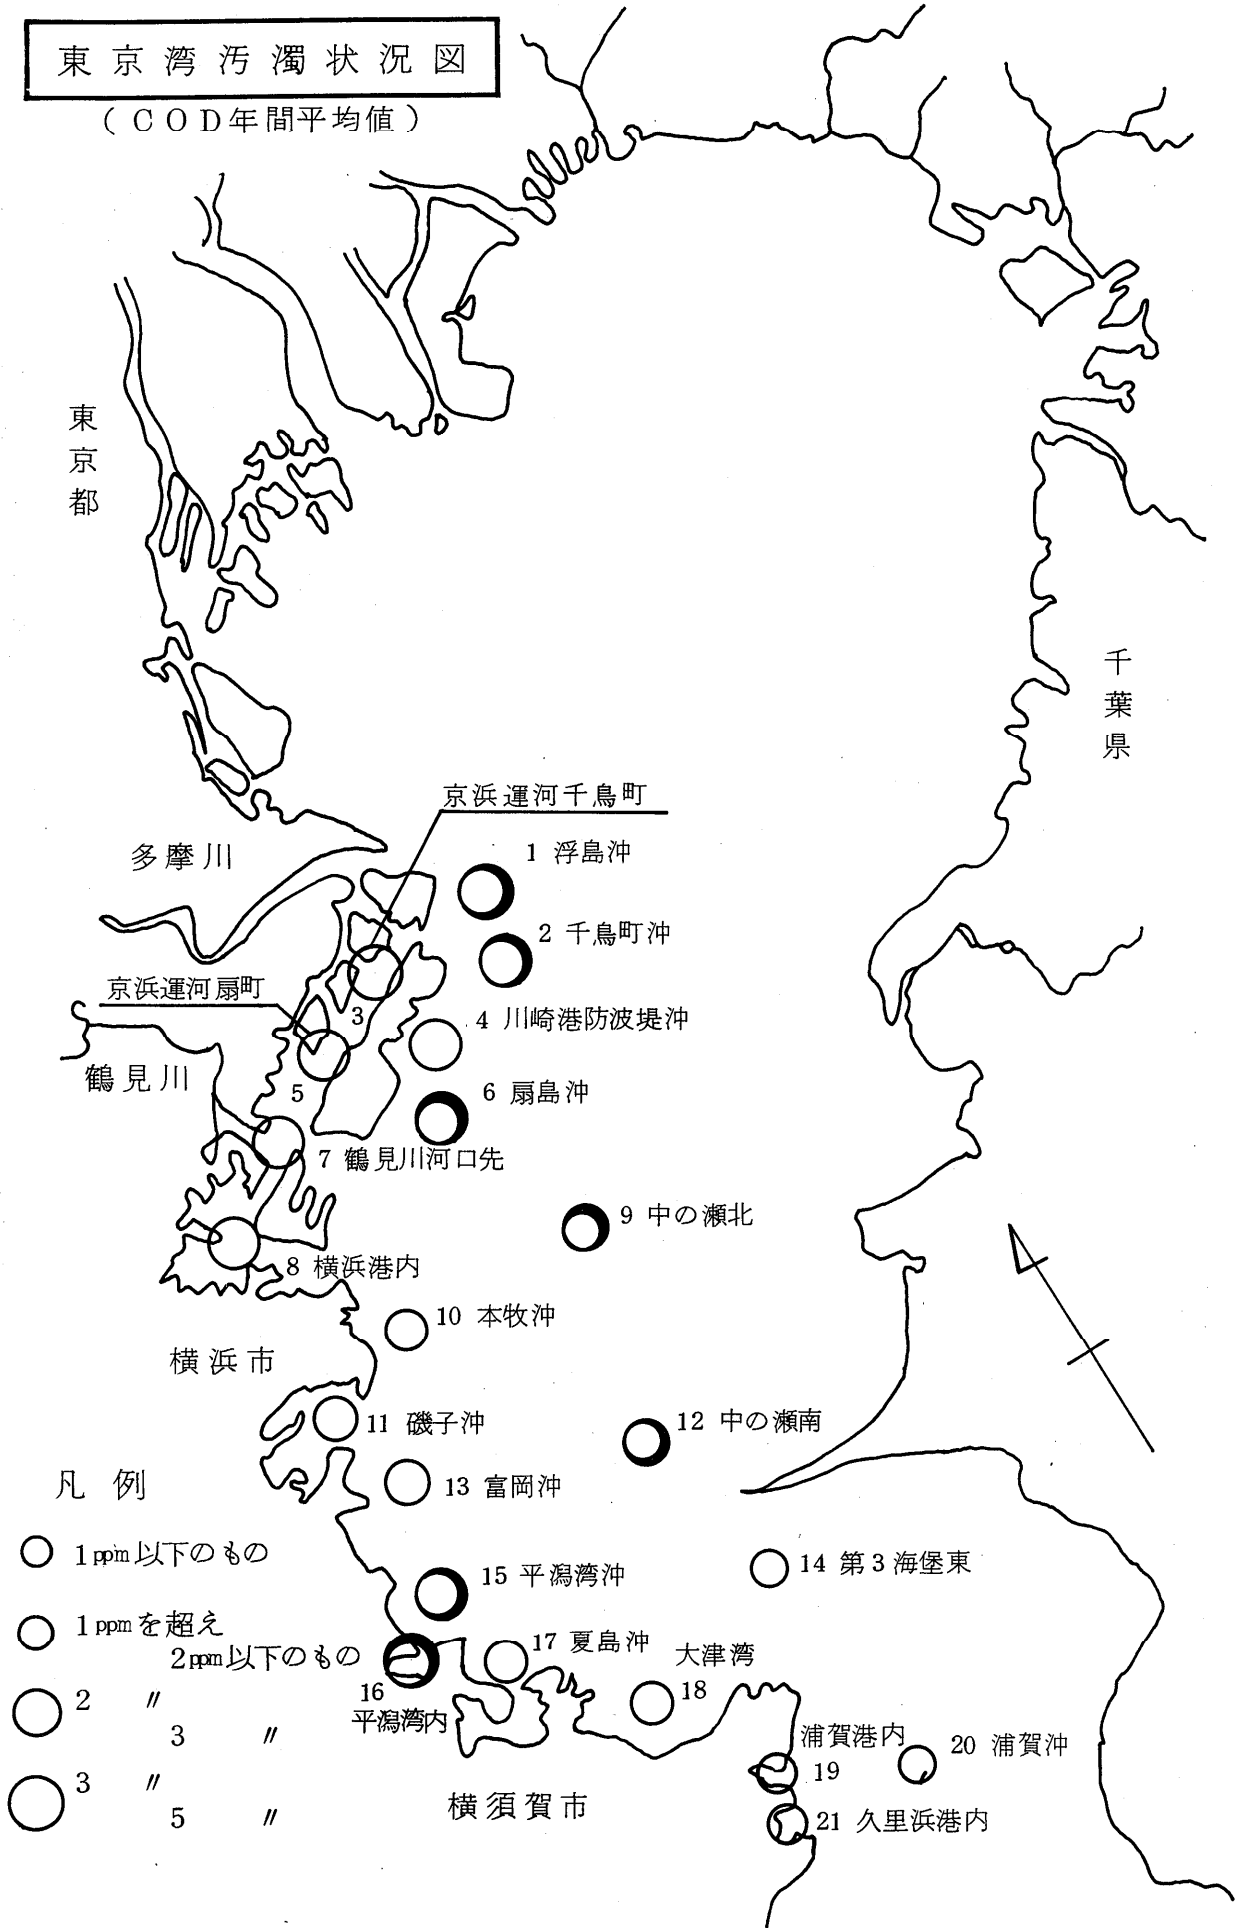 東京湾汚濁状況図
(COD年間平均値)
東京都
千葉県
京浜運河千鳥町
多摩川
1 浮島沖
2 千鳥町沖
京浜運河扇町
3
4 川崎港防波堤沖
鶴見川
5
6 扇島沖
7 鶴見川河口先
9 中の瀬北
8 横浜港内
10 本牧沖
横浜市
11 磯子沖
12 中の瀬南
13 富岡沖
14 第3海堡東
15 平潟湾沖
16
平潟湾内
17 夏島沖
大津湾
18
浦賀港内
19
20 浦賀沖
21 久里浜港内
横須賀市
凡例
1ppm以下のもの
1ppmを超え
2ppm以下のもの
2 〃
3 〃
3 〃
5 〃